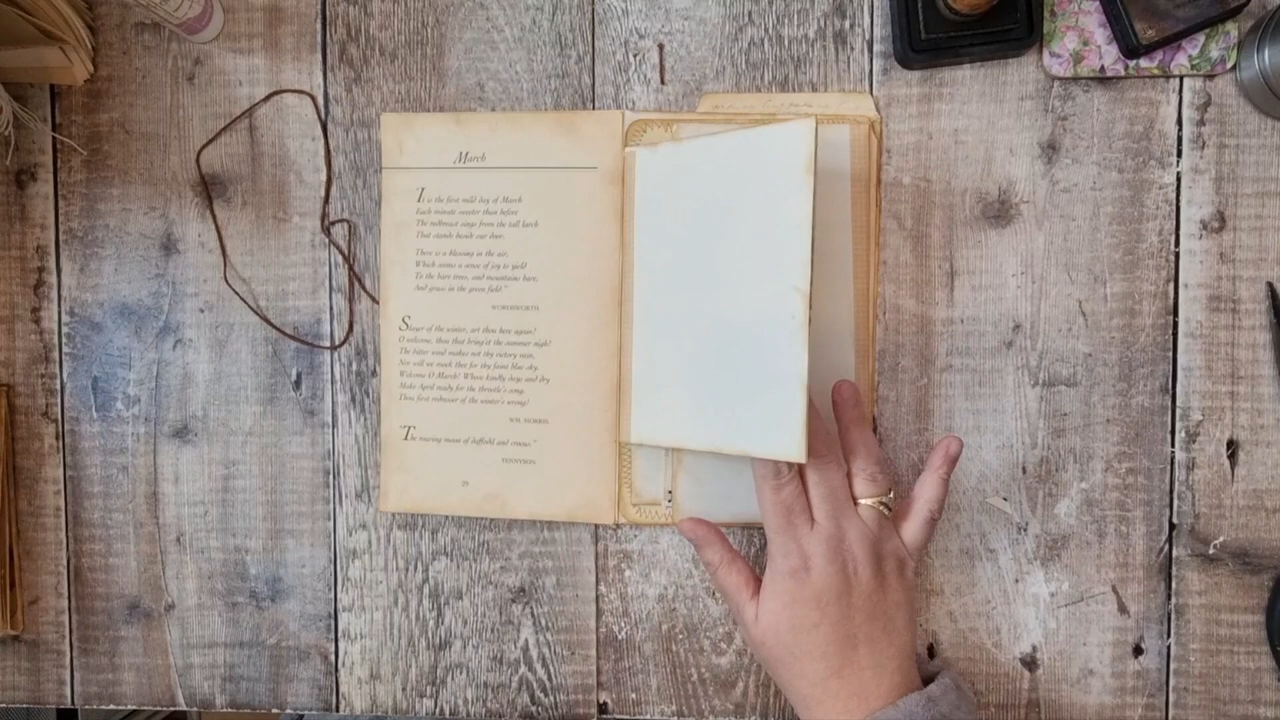 March
It is the first mild day of March
Each minute sweeter than before
The redbreast sings from the tall larch
That stands beside our door.
There is a blessing in the air,
Which seems a sense of joy to yield
To the bare trees, and mountains bare,
And grass in the green field."
WORDSWORTH.
Slayer of the winter, art thou here again?
O welcome, thou that bring'st the summer nigh!
The bitter wind makes not thy victory vain,
Nor will we mock thee for thy faint blue sky.
Welcome O March! Whose kindly days and dry
Make April ready for the throstle's song.
Thou first redresser of the winter's wrong!
WM. MORRIS.
"The roaring moon of daffodil and crocus."
TENNYSON.